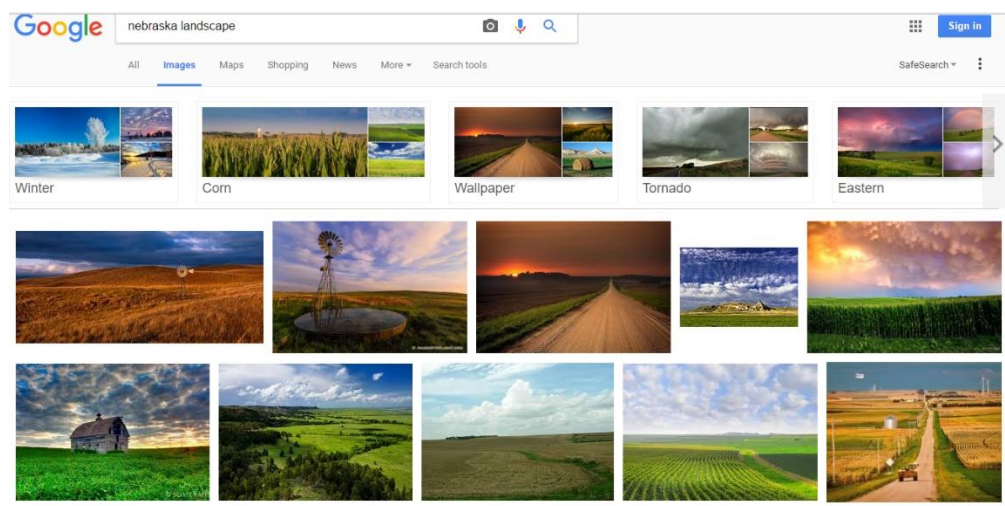 Google nebraska landscape Sign in
All Images Maps Shopping News More Search tools SafeSearch
Winter Corn Wallpaper Tornado Eastern